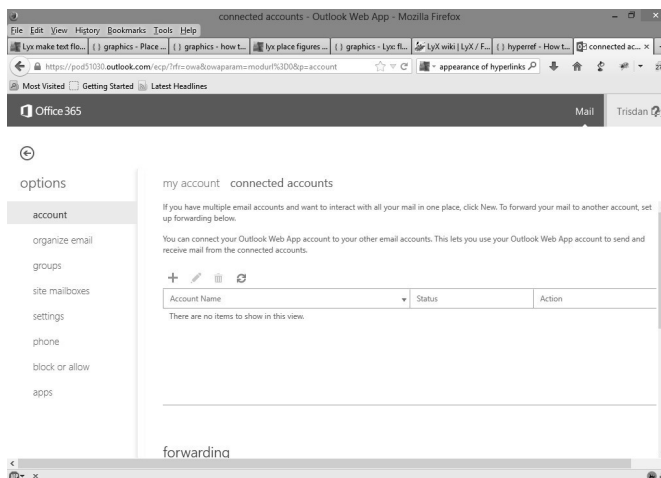 connected accounts - Outlook Web App - Mozilla Firefox
File Edit View History Bookmarks Tools Help
Lyx make text flo... { } graphics - Place ... { } graphics - how t... lyx place figures ... { } graphics - Lyx: fl... LyX wiki | LyX / F... { } hyperref - How t... connected ac... ×
https://pod51030.outlook.com/ecp/?rfr=owa&owaparam=modurl%3D0&p=account appearance of hyperlinks
Most Visited Getting Started Latest Headlines
Office 365 Mail Trisdan
options my account connected accounts
account
If you have multiple email accounts and want to interact with all your mail in one place, click New. To forward your mail to another account, set
up forwarding below.
organize email
You can connect your Outlook Web App account to your other email accounts. This lets you use your Outlook Web App account to send and
receive mail from the connected accounts.
groups
site mailboxes
Account Name Status Action
settings
There are no items to show in this view.
phone
block or allow
apps
forwarding